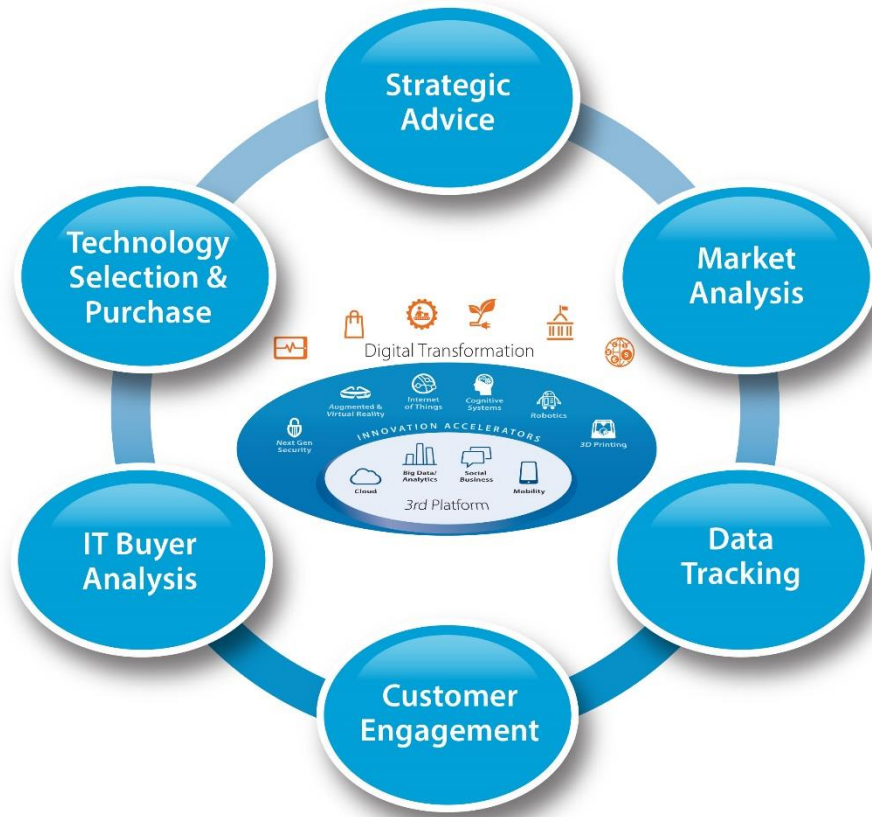 Strategic
Advice
Technology
Selection &
Purchase
Market
Analysis
Digital Transformation
Augmented &
Virtual Reality
Internet
of Things
Cognitive
Systems
Robotics
Next Gen
Security
3D Printing
INNOVATION ACCELERATORS
Cloud
Big Data/
Analytics
Social
Business
Mobility
3rd Platform
IT Buyer
Analysis
Data
Tracking
Customer
Engagement